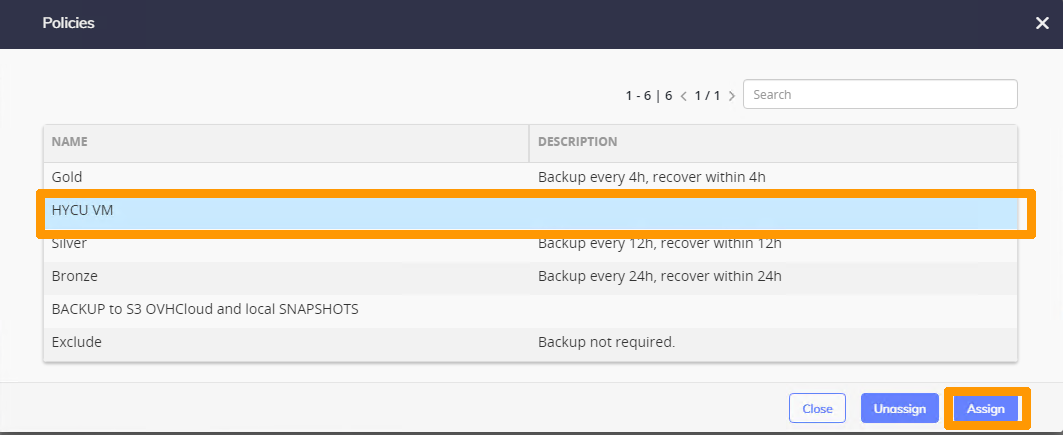 Policies
1 - 6 | 6 < 1 / 1 > Search
NAME DESCRIPTION
Gold Backup every 4h, recover within 4h
HYCU VM
Silver Backup every 12h, recover within 12h
Bronze Backup every 24h, recover within 24h
BACKUP to S3 OVHCloud and local SNAPSHOTS
Exclude Backup not required.
Close Unassign Assign